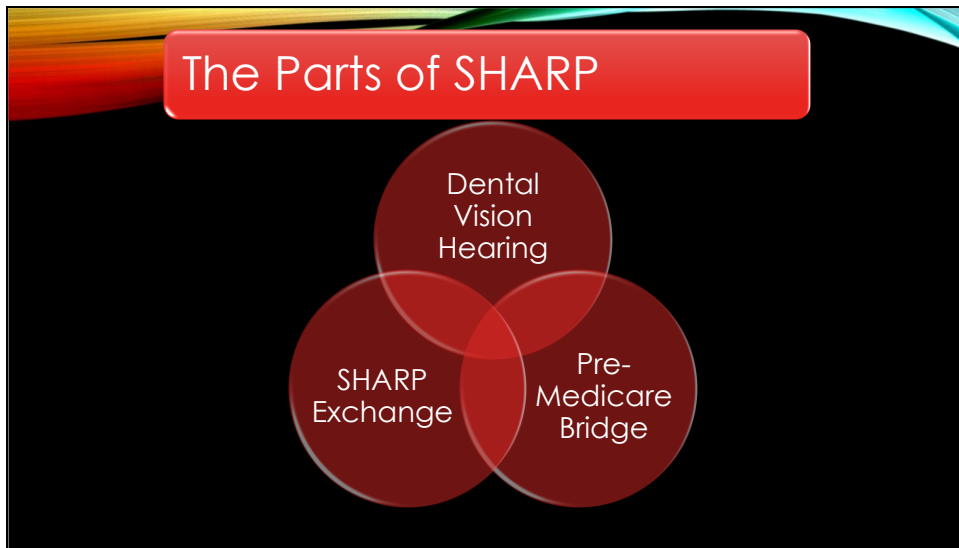 The Parts of SHARP
Dental
Vision
Hearing
SHARP
Exchange
Pre-
Medicare
Bridge